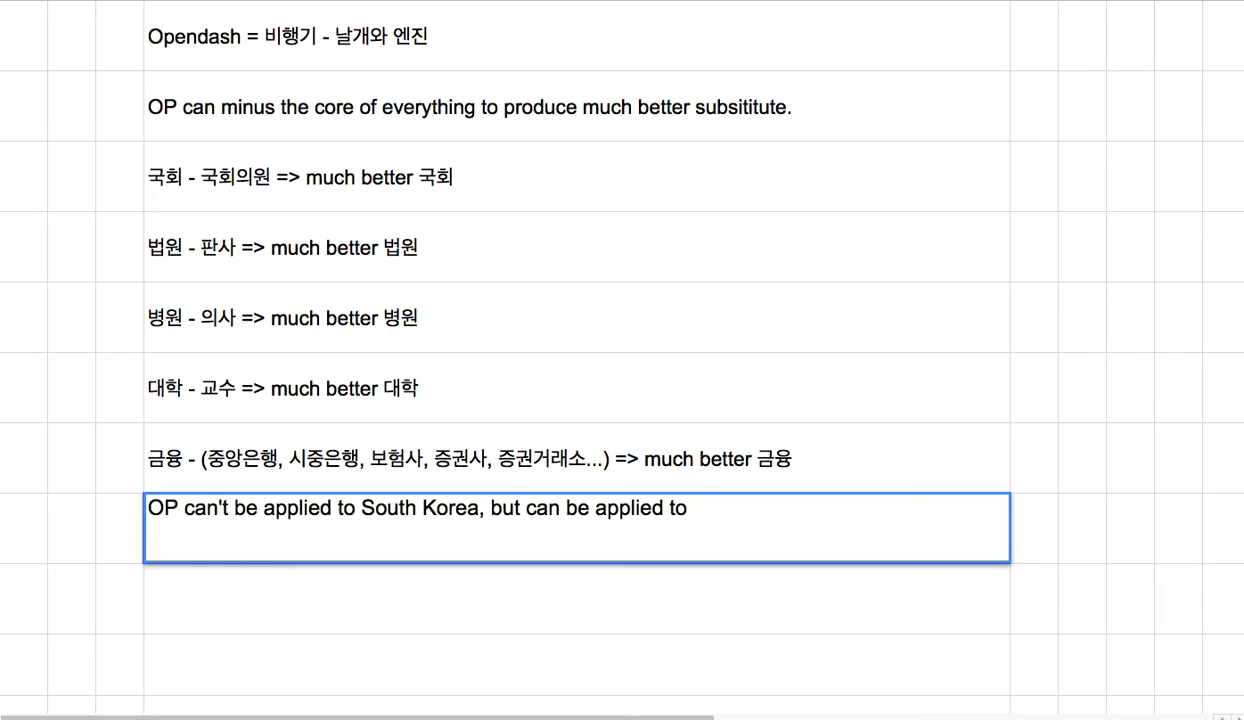 Opendash = 비행기 - 날개와 엔진
OP can minus the core of everything to produce much better subsititute.
국회 - 국회의원 => much better 국회
법원 - 판사 => much better 법원
병원 - 의사 => much better 병원
대학 - 교수 => much better 대학
금융 - (중앙은행, 시중은행, 보험사, 증권사, 증권거래소...) => much better 금융
OP can't be applied to South Korea, but can be applied to